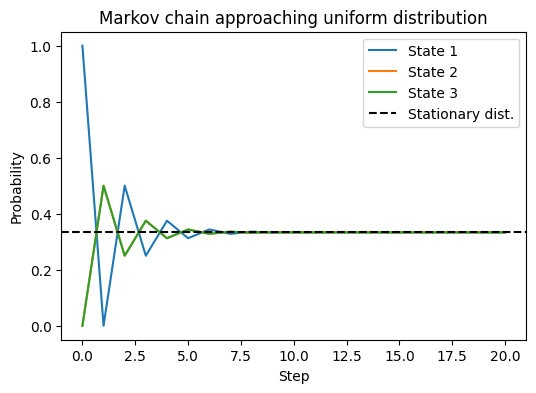 Markov chain approaching uniform distribution
State 1
State 2
State 3
Stationary dist.
Probability
1.0
0.8
0.6
0.4
0.2
0.0
0.0 2.5 5.0 7.5 10.0 12.5 15.0 17.5 20.0
Step